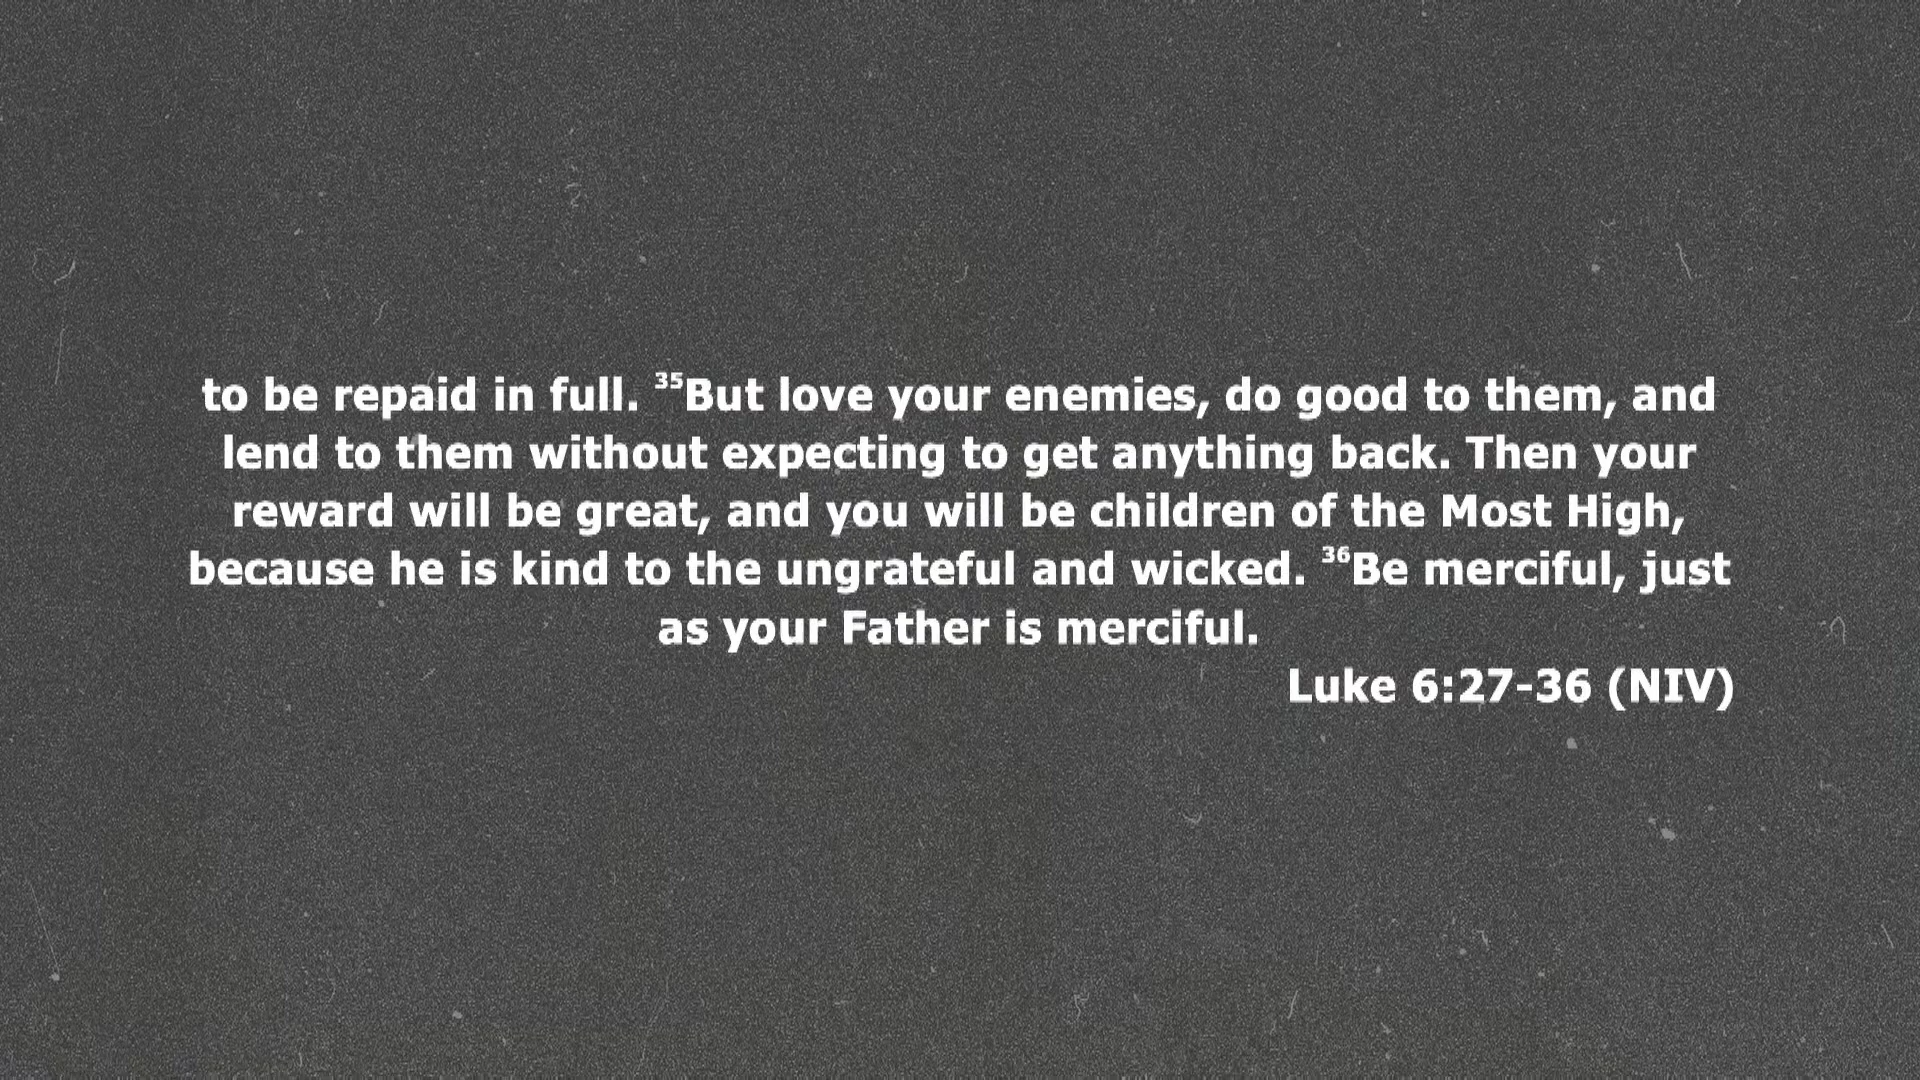 to be repaid in full. ³⁵But love your enemies, do good to them, and
lend to them without expecting to get anything back. Then your
reward will be great, and you will be children of the Most High,
because he is kind to the ungrateful and wicked. ³⁶Be merciful, just
as your Father is merciful.
Luke 6:27-36 (NIV)